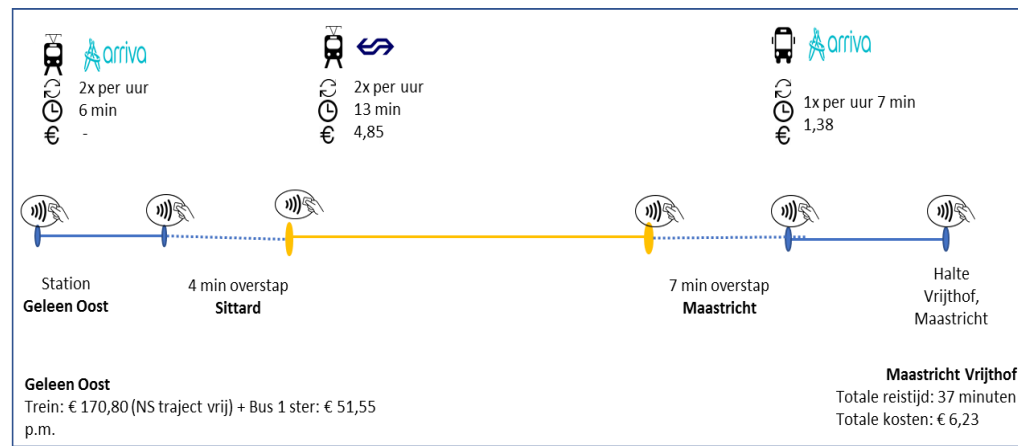 arriva
2x per uur
6 min
€ -
2x per uur
13 min
€ 4,85
arriva
1x per uur 7 min
€ 1,38
Station
Geleen Oost
4 min overstap
Sittard
7 min overstap
Maastricht
Halte
Vrijthof,
Maastricht
Geleen Oost
Trein: € 170,80 (NS traject vrij) + Bus 1 ster: € 51,55
p.m.
Maastricht Vrijthof
Totale reistijd: 37 minuten
Totale kosten: € 6,23